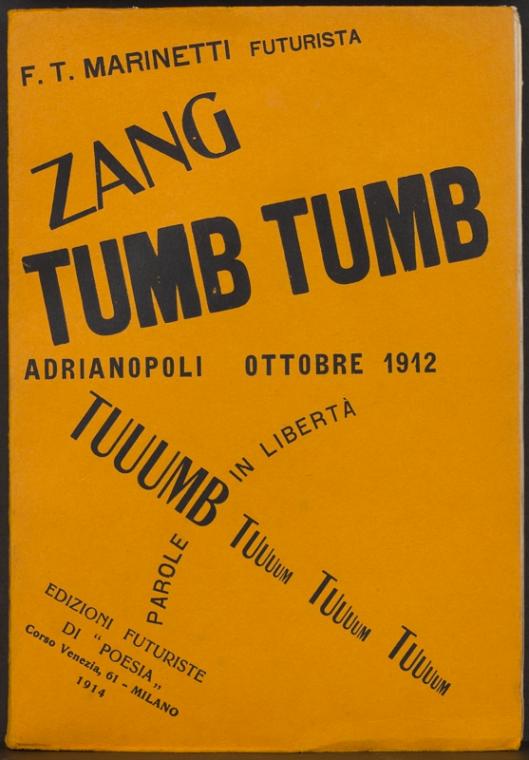 F. T. MARINETTI FUTURISTA
ZANG
TUMB TUMB
ADRIANOPOLI OTTOBRE 1912
TUUUMB
IN LIBERTÀ
PAROLE
TUUUUM TUUUUM TUUUUM
EDIZIONI FUTURISTE
DI "POESIA"
Corso Venezia, 61 - MILANO
1914